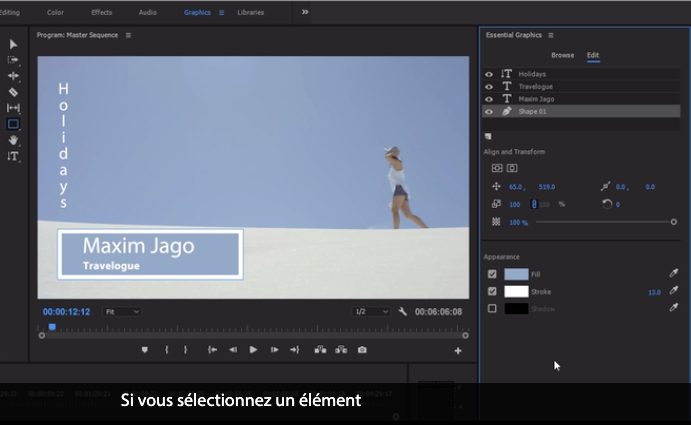 Editing Color Effects Audio Graphics Libraries
Program: Master Sequence
Essential Graphics
Browse Edit
Holidays
Travelogue
Maxim Jago
Shape 01
Align and Transform
65.0, 519.0 0.0, 0.0
100 100 % 0
100 %
Appearance
Fill
Stroke 13.0
Shadow
Holidays
Maxim Jago
Travelogue
00:00:12:12 Fit 1/2 00:06:06:08
Si vous sélectionnez un élément